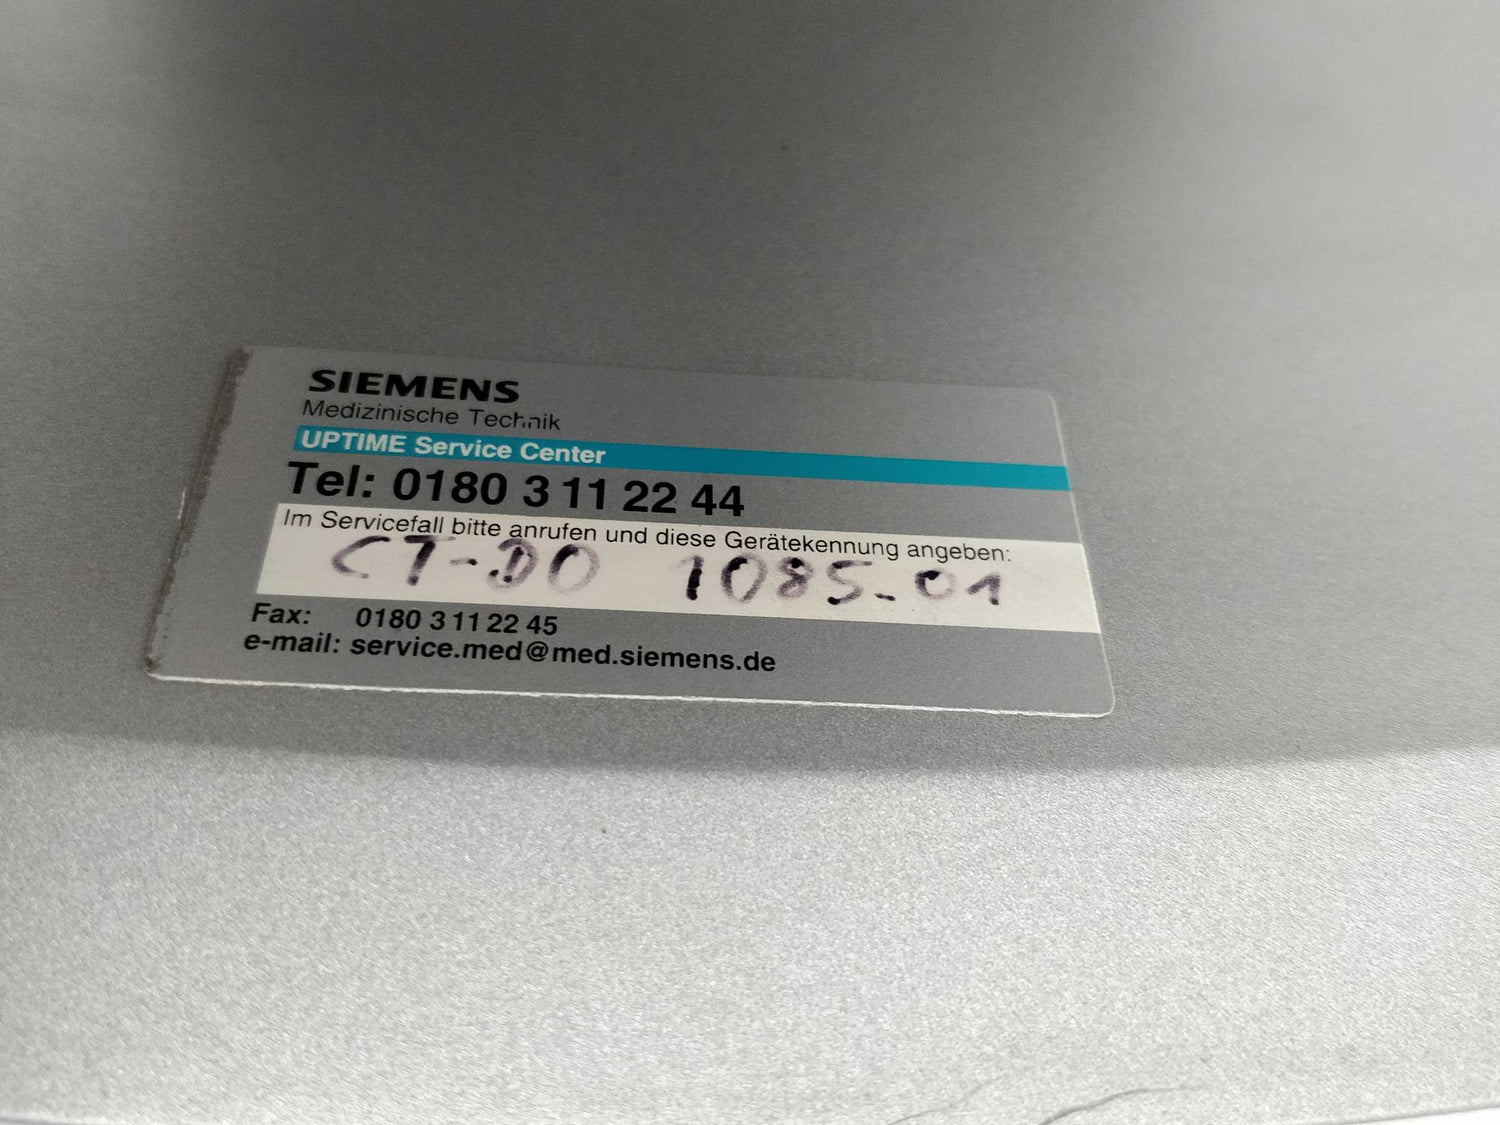 SIEMENS
Medizinische Technik
UPTIME Service Center
Tel: 0180 3 11 22 44
Im Servicefall bitte anrufen und diese Gerätekennung angeben:
CT-DO 1085-01
Fax: 0180 3 11 22 45
e-mail: service.med@med.siemens.de